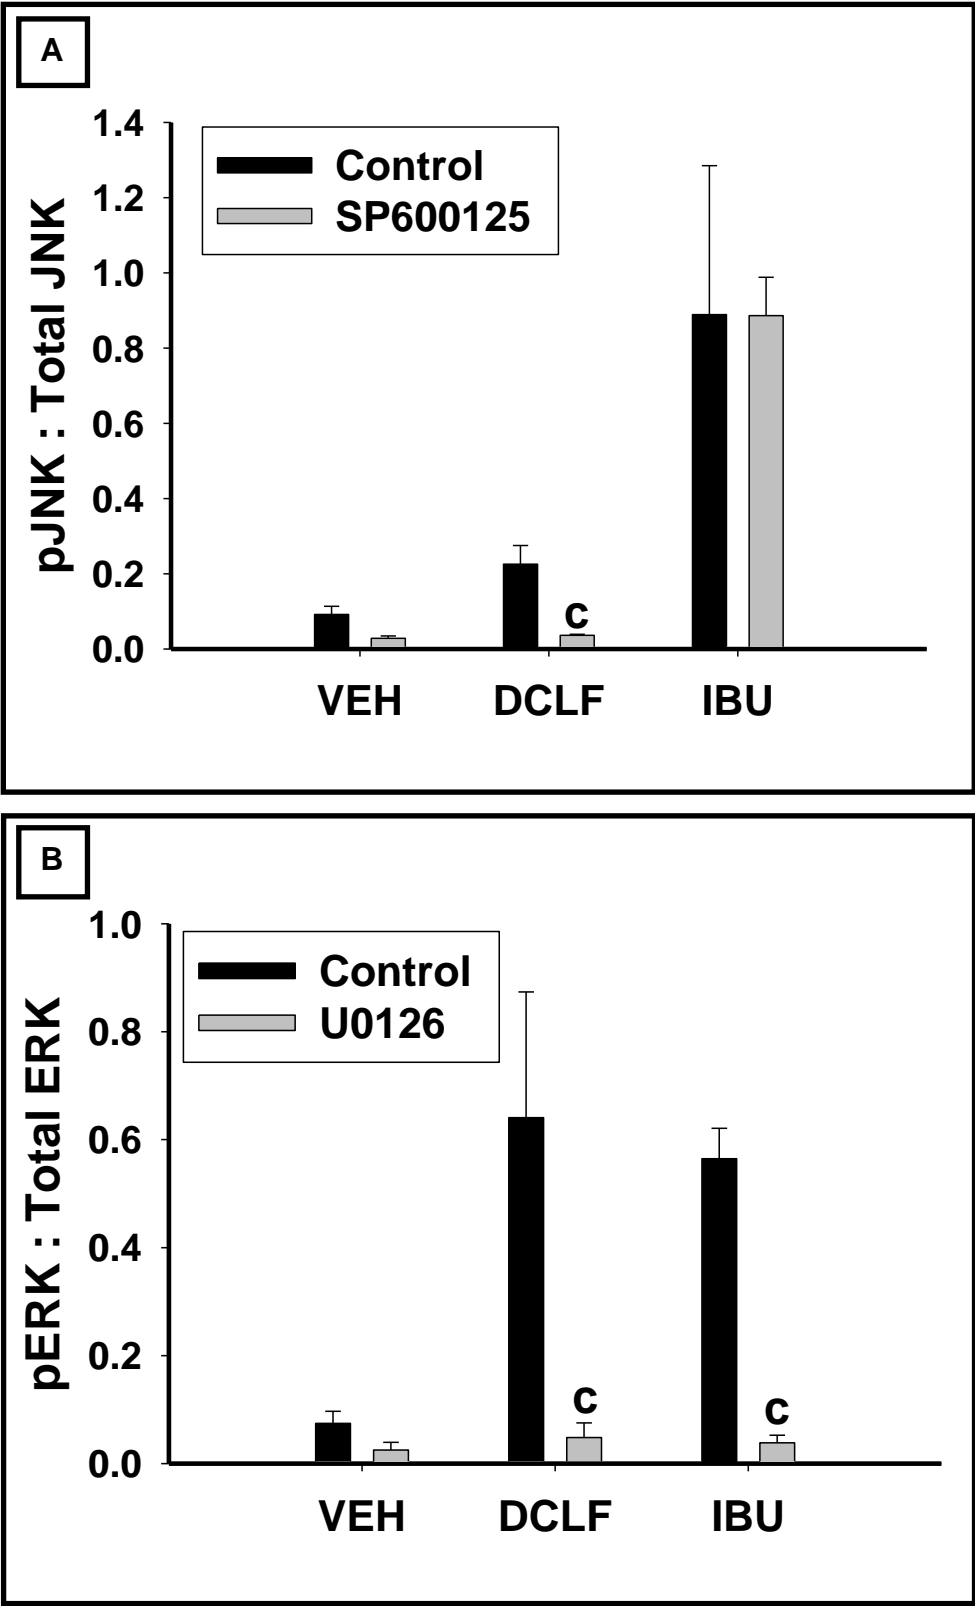 A
1.4
1.2
1.0
0.8
0.6
0.4
0.2
0.0
pJNK : Total JNK
Control
SP600125
c
VEH DCLF IBU
B
1.0
0.8
0.6
0.4
0.2
0.0
pERK : Total ERK
Control
U0126
c c
VEH DCLF IBU